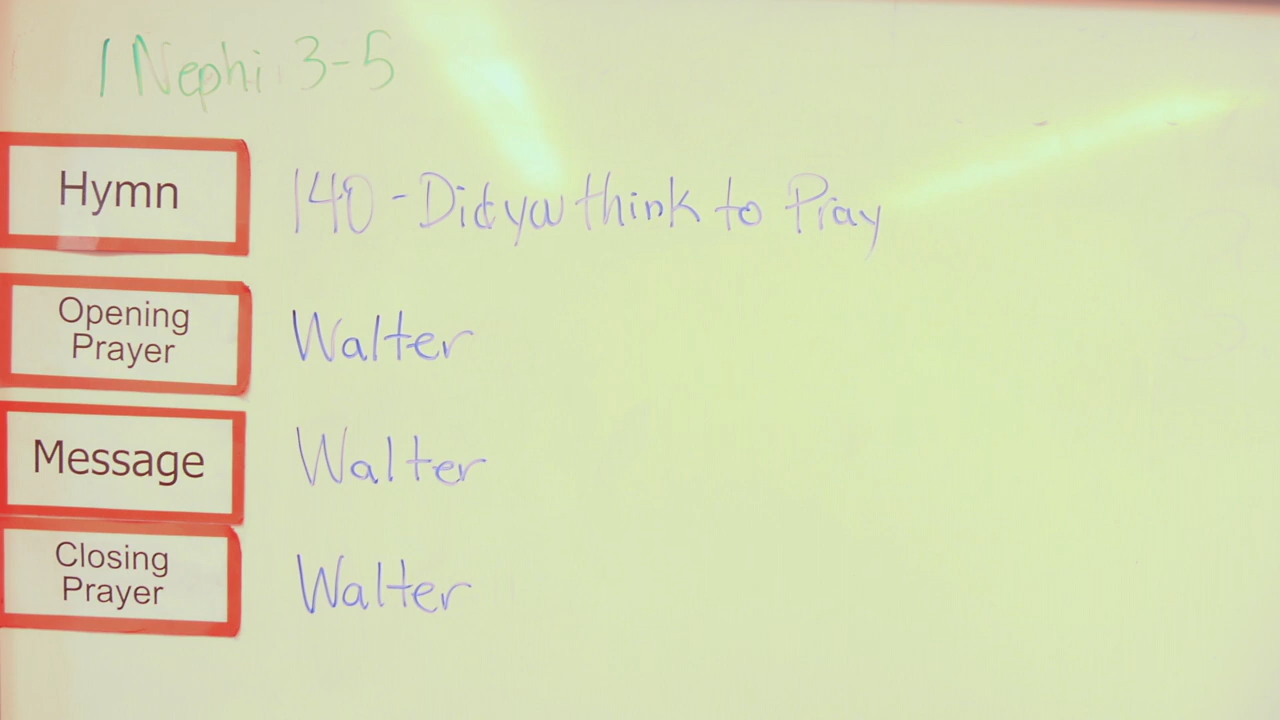 1 Nephi 3-5
Hymn 140 - Did you think to Pray
Opening
Prayer
Walter
Message Walter
Closing
Prayer
Walter